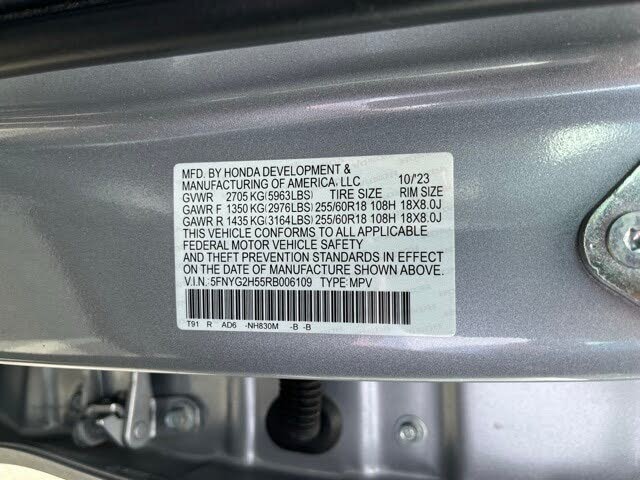 MFD. BY HONDA DEVELOPMENT &
MANUFACTURING OF AMERICA, LLC 10/'23
GVWR 2705 KG(5963LBS) TIRE SIZE RIM SIZE
GAWR F 1350 KG(2976LBS) 255/60R18 108H 18X8.0J
GAWR R 1435 KG(3164LBS) 255/60R18 108H 18X8.0J
THIS VEHICLE CONFORMS TO ALL APPLICABLE
FEDERAL MOTOR VEHICLE SAFETY
AND THEFT PREVENTION STANDARDS IN EFFECT
ON THE DATE OF MANUFACTURE SHOWN ABOVE.
V.I.N. 5FNYG2H55RB006109 TYPE: MPV
T91 R AD6 -NH830M -B -B